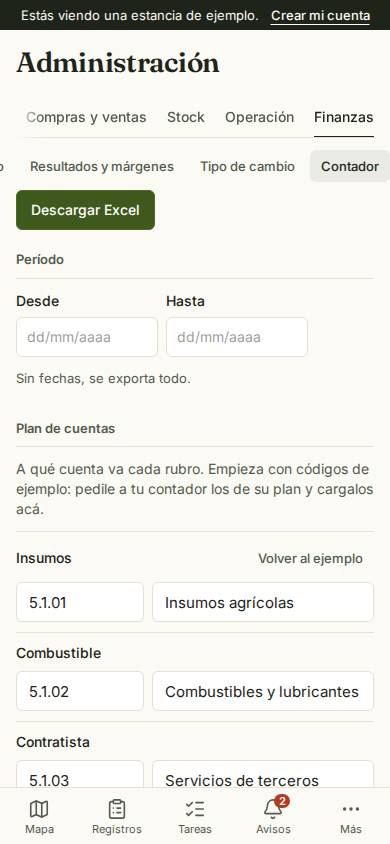 Estás viendo una estancia de ejemplo. Crear mi cuenta
Administración
Compras y ventas Stock Operación Finanzas
o Resultados y márgenes Tipo de cambio Contador
Descargar Excel
Período
Desde Hasta
dd/mm/aaaa dd/mm/aaaa
Sin fechas, se exporta todo.
Plan de cuentas
A qué cuenta va cada rubro. Empieza con códigos de
ejemplo: pedile a tu contador los de su plan y cargalos
acá.
Insumos Volver al ejemplo
5.1.01 Insumos agrícolas
Combustible
5.1.02 Combustibles y lubricantes
Contratista
5.1.03 Servicios de terceros
2
Mapa Registros Tareas Avisos Más